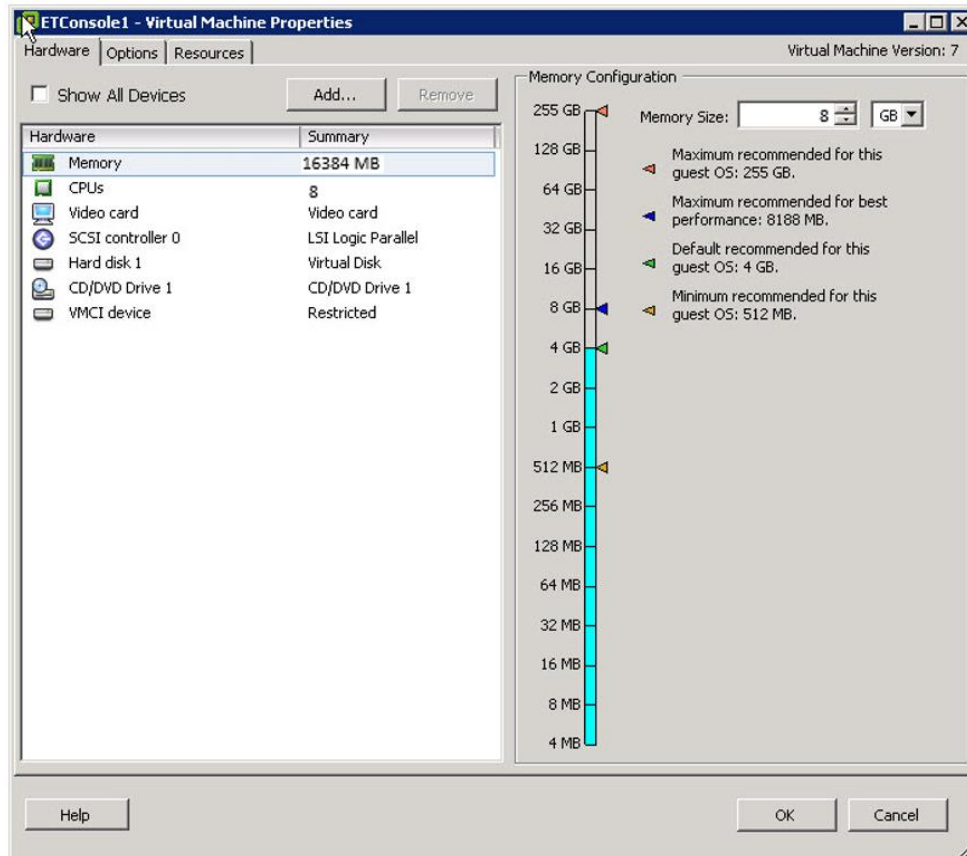 ETConsole1 - Virtual Machine Properties
Hardware Options Resources
Virtual Machine Version: 7
Show All Devices
Add...
Remove
Hardware Summary
Memory 16384 MB
CPUs 8
Video card Video card
SCSI controller 0 LSI Logic Parallel
Hard disk 1 Virtual Disk
CD/DVD Drive 1 CD/DVD Drive 1
VMCI device Restricted
Memory Configuration
255 GB
128 GB
64 GB
32 GB
16 GB
8 GB
4 GB
2 GB
1 GB
512 MB
256 MB
128 MB
64 MB
32 MB
16 MB
8 MB
4 MB
Memory Size: 8 GB
Maximum recommended for this
guest OS: 255 GB.
Maximum recommended for best
performance: 8188 MB.
Default recommended for this
guest OS: 4 GB.
Minimum recommended for this
guest OS: 512 MB.
Help
OK
Cancel